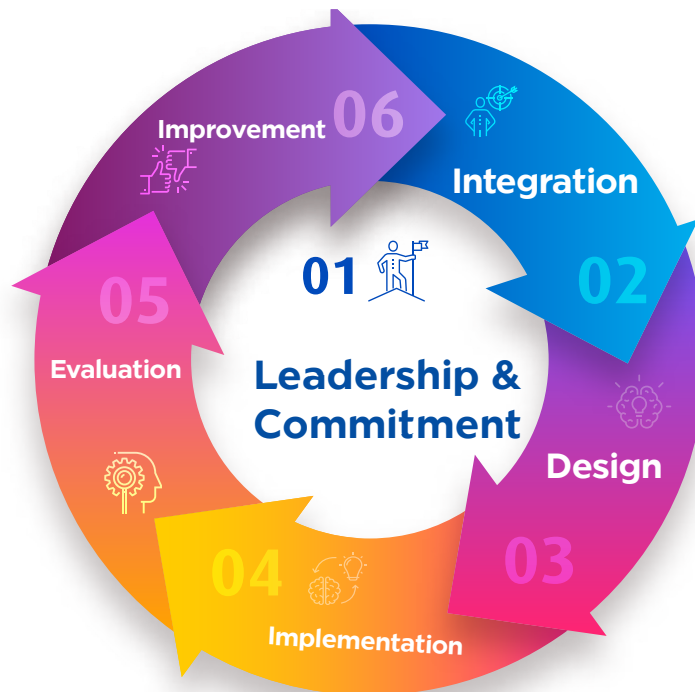 01
Leadership &
Commitment
Integration
02
Design
03
04
Implementation
05
Evaluation
06
Improvement